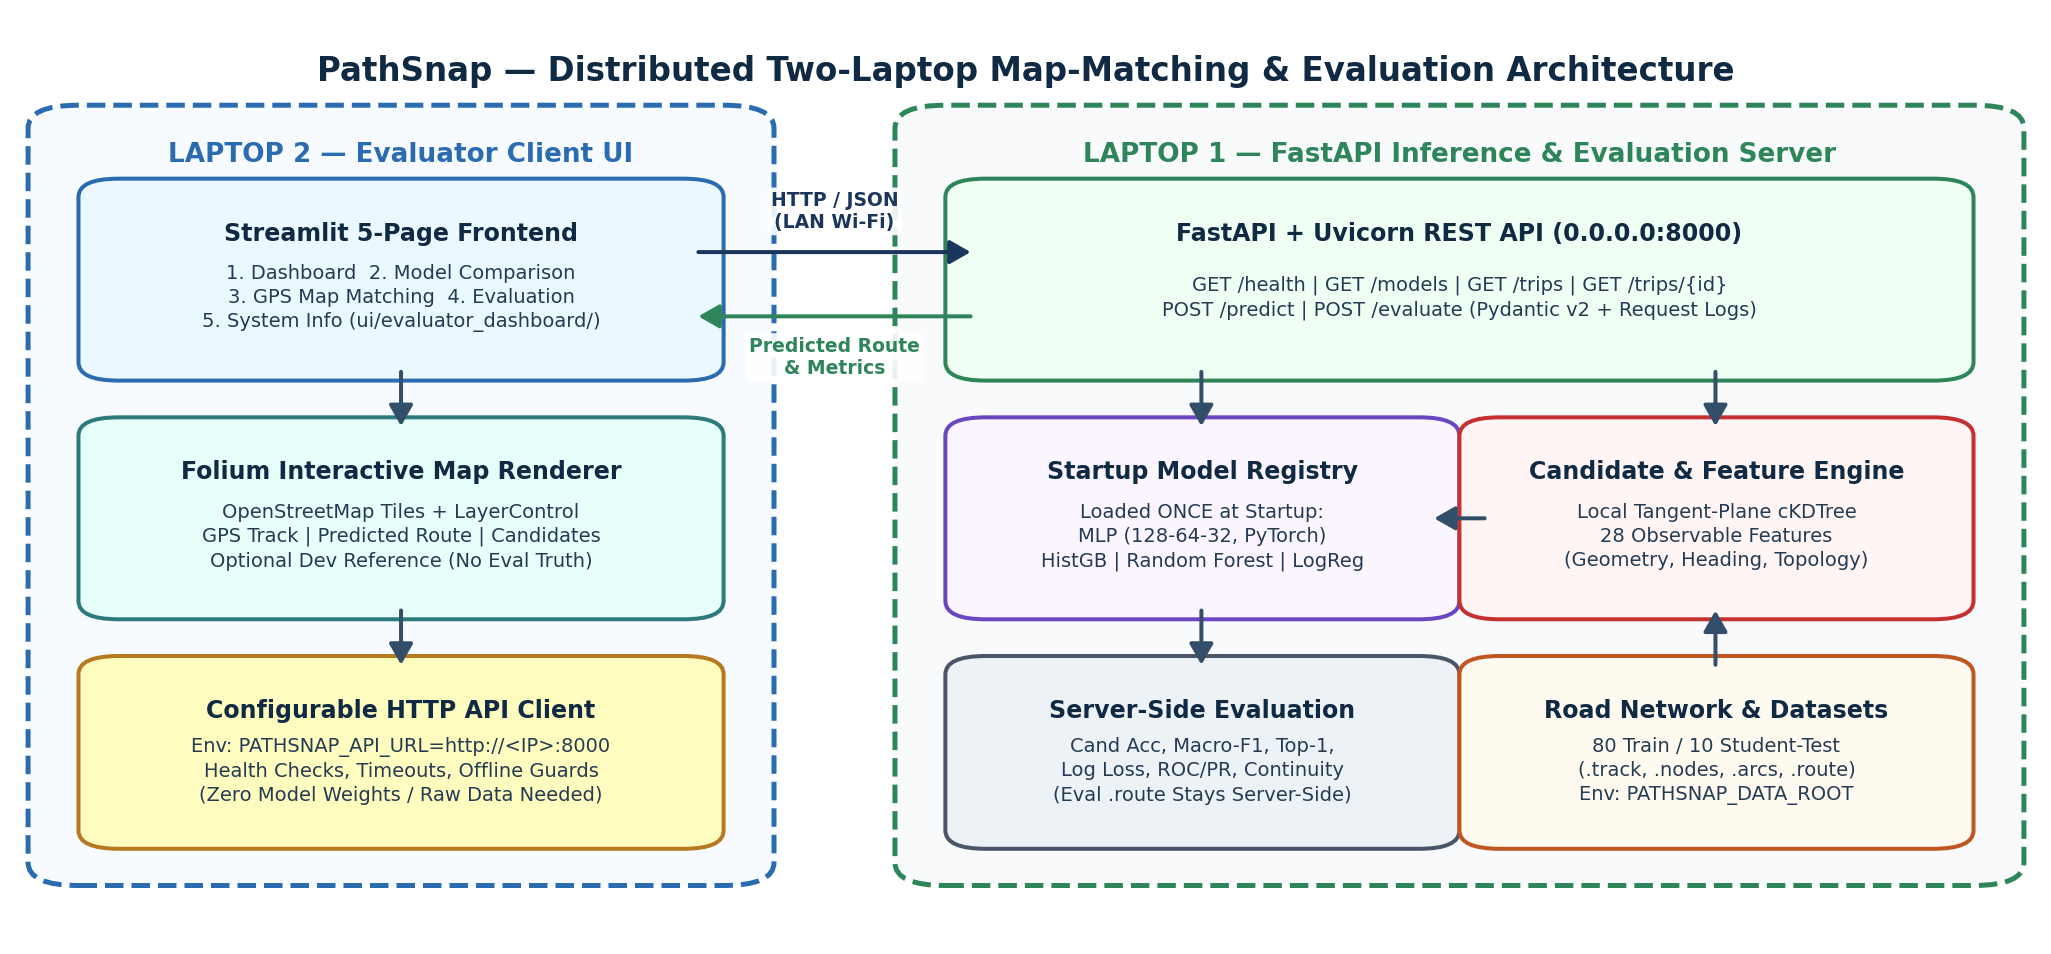 PathSnap — Distributed Two-Laptop Map-Matching & Evaluation Architecture
LAPTOP 2 — Evaluator Client UI
Streamlit 5-Page Frontend
1. Dashboard  2. Model Comparison
3. GPS Map Matching  4. Evaluation
5. System Info (ui/evaluator_dashboard/)
Folium Interactive Map Renderer
OpenStreetMap Tiles + LayerControl
GPS Track | Predicted Route | Candidates
Optional Dev Reference (No Eval Truth)
Configurable HTTP API Client
Env: PATHSNAP_API_URL=http://<IP>:8000
Health Checks, Timeouts, Offline Guards
(Zero Model Weights / Raw Data Needed)
HTTP / JSON
(LAN Wi-Fi)
Predicted Route
& Metrics
LAPTOP 1 — FastAPI Inference & Evaluation Server
FastAPI + Uvicorn REST API (0.0.0.0:8000)
GET /health | GET /models | GET /trips | GET /trips/{id}
POST /predict | POST /evaluate (Pydantic v2 + Request Logs)
Startup Model Registry
Loaded ONCE at Startup:
MLP (128-64-32, PyTorch)
HistGB | Random Forest | LogReg
Candidate & Feature Engine
Local Tangent-Plane cKDTree
28 Observable Features
(Geometry, Heading, Topology)
Server-Side Evaluation
Cand Acc, Macro-F1, Top-1,
Log Loss, ROC/PR, Continuity
(Eval .route Stays Server-Side)
Road Network & Datasets
80 Train / 10 Student-Test
(.track, .nodes, .arcs, .route)
Env: PATHSNAP_DATA_ROOT